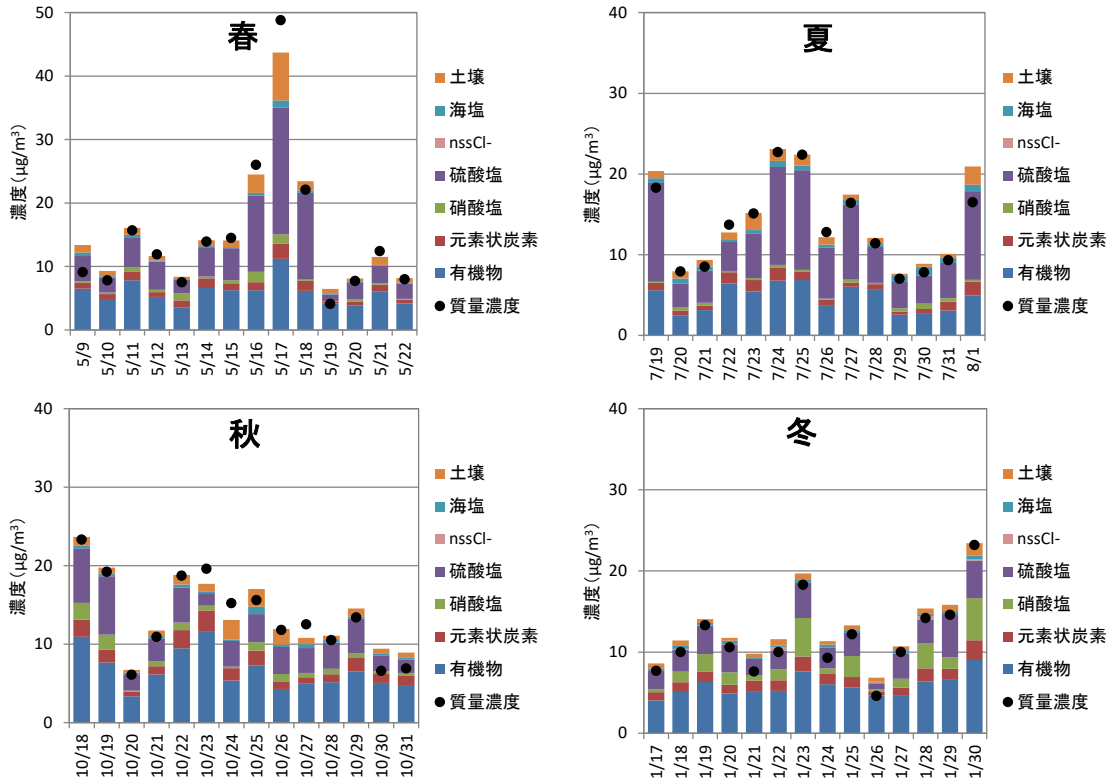 春
濃度（μg/m³）
50
40
30
20
10
0
5/9
5/10
5/11
5/12
5/13
5/14
5/15
5/16
5/17
5/18
5/19
5/20
5/21
5/22
土壌
海塩
nssCl-
硫酸塩
硝酸塩
元素状炭素
有機物
質量濃度
夏
濃度（μg/m³）
40
30
20
10
0
7/19
7/20
7/21
7/22
7/23
7/24
7/25
7/26
7/27
7/28
7/29
7/30
7/31
8/1
土壌
海塩
nssCl-
硫酸塩
硝酸塩
元素状炭素
有機物
質量濃度
秋
濃度（μg/m³）
40
30
20
10
0
10/18
10/19
10/20
10/21
10/22
10/23
10/24
10/25
10/26
10/27
10/28
10/29
10/30
10/31
土壌
海塩
nssCl-
硫酸塩
硝酸塩
元素状炭素
有機物
質量濃度
冬
濃度（μg/m³）
40
30
20
10
0
1/17
1/18
1/19
1/20
1/21
1/22
1/23
1/24
1/25
1/26
1/27
1/28
1/29
1/30
土壌
海塩
nssCl-
硫酸塩
硝酸塩
元素状炭素
有機物
質量濃度